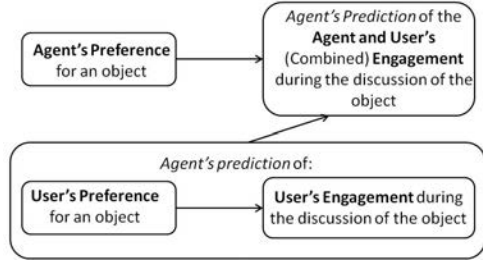 Agent's Prediction of the
Agent and User's
(Combined) Engagement
during the discussion of the
object
Agent's Preference
for an object
Agent's prediction of:
User's Preference
for an object
User's Engagement during
the discussion of the object